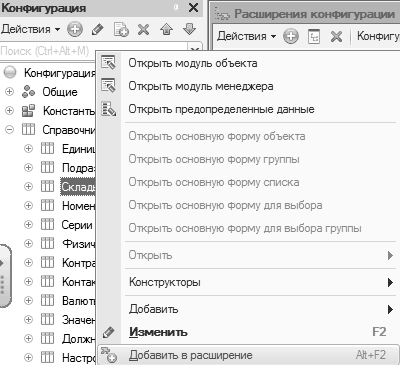 Конфигурация
Расширения конфигурации
Действия
Действия
Конфигу
Поиск (Ctrl+Alt+M)
Конфигурация
Общие
Константы
Справочни
Единиц
Подраз
Склады
Номен
Серии
Физич
Контра
Контак
Валюты
Значен
Должн
Настро
Открыть модуль объекта
Открыть модуль менеджера
Открыть предопределенные данные
Открыть основную форму объекта
Открыть основную форму группы
Открыть основную форму списка
Открыть основную форму для выбора
Открыть основную форму для выбора группы
Открыть
Конструкторы
Добавить
Изменить F2
Добавить в расширение Alt+F2